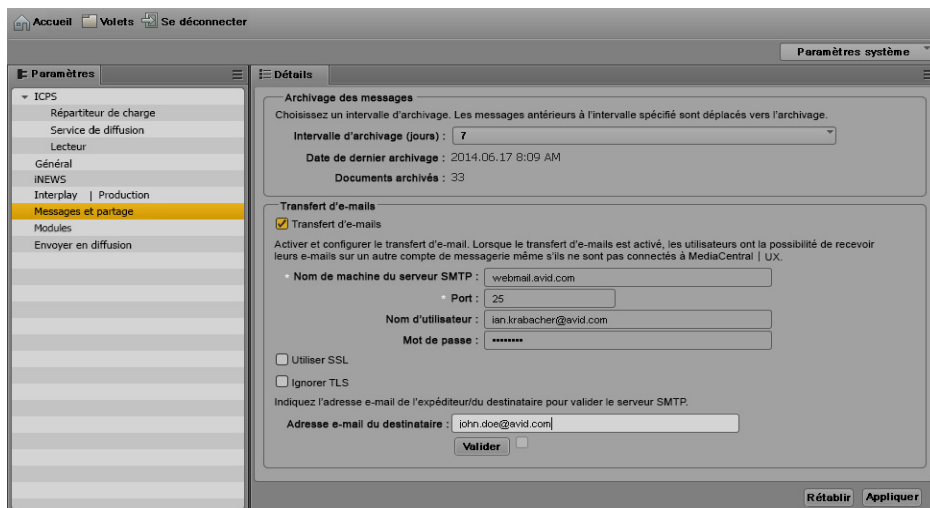 Accueil Volets Se déconnecter
Paramètres système
Paramètres
ICPS
Répartiteur de charge
Service de diffusion
Lecteur
Général
iNEWS
Interplay | Production
Messages et partage
Modules
Envoyer en diffusion
Détails
Archivage des messages
Choisissez un intervalle d'archivage. Les messages antérieurs à l'intervalle spécifié sont déplacés vers l'archivage.
Intervalle d'archivage (jours) : 7
Date de dernier archivage : 2014.06.17 8:09 AM
Documents archivés : 33
Transfert d'e-mails
Transfert d'e-mails
Activer et configurer le transfert d'e-mail. Lorsque le transfert d'e-mails est activé, les utilisateurs ont la possibilité de recevoir
leurs e-mails sur un autre compte de messagerie même s'ils ne sont pas connectés à MediaCentral | UX.
* Nom de machine du serveur SMTP : webmail.avid.com
* Port : 25
Nom d'utilisateur : ian.krabacher@avid.com
Mot de passe : ••••••••
Utiliser SSL
Ignorer TLS
Indiquez l'adresse e-mail de l'expéditeur/du destinataire pour valider le serveur SMTP.
Adresse e-mail du destinataire : john.doe@avid.com
Valider
Rétablir Appliquer